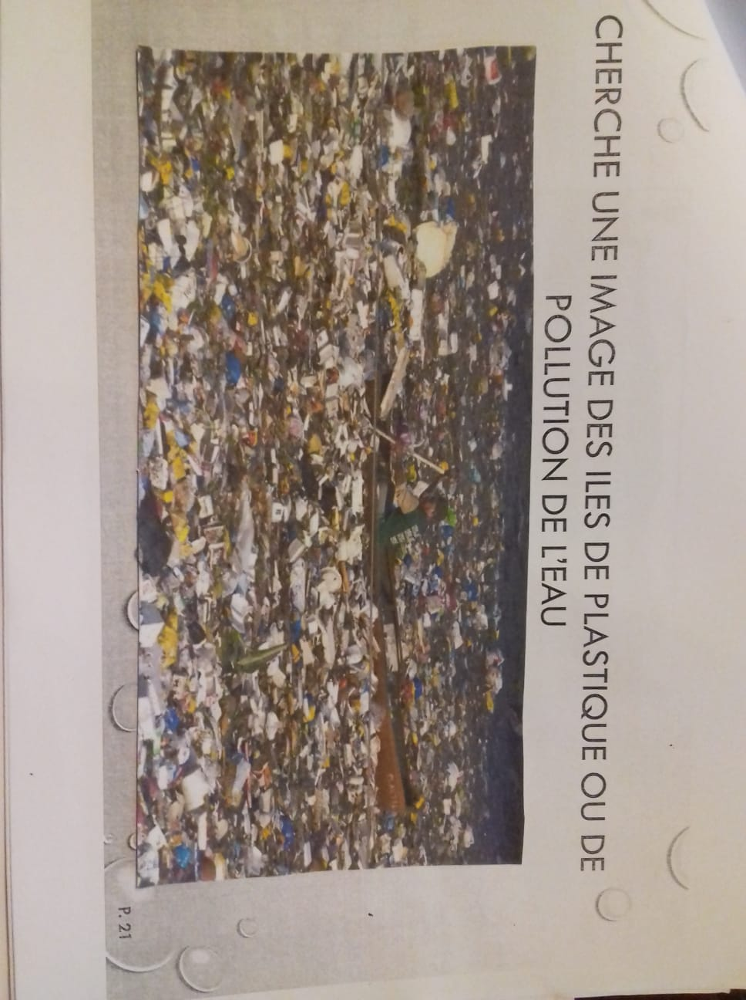 CHERCHE UNE IMAGE DES ILES DE PLASTIQUE OU DE
POLLUTION DE L'EAU
P. 21